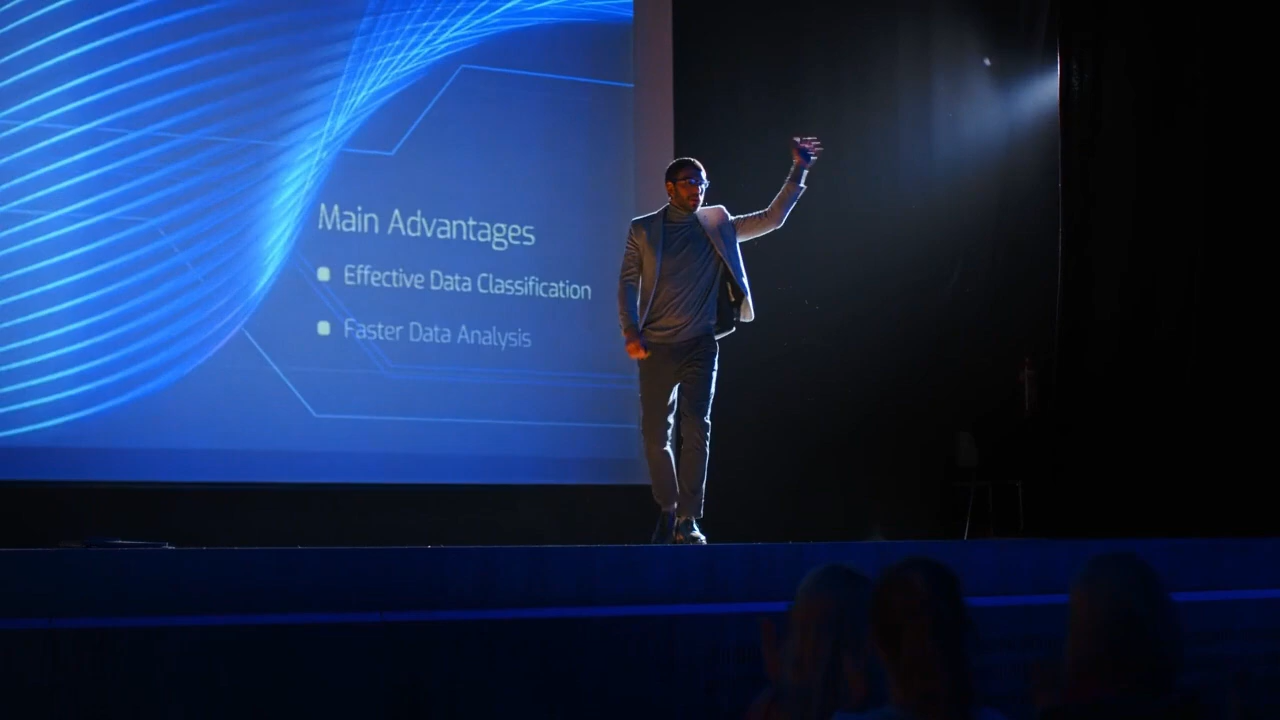 Main Advantages
Effective Data Classification
Faster Data Analysis